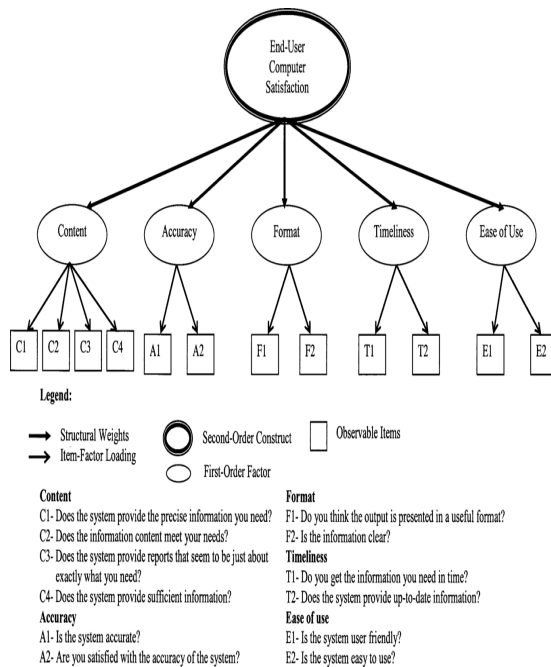 End-User
Computer
Satisfaction
Content
Accuracy
Format
Timeliness
Ease of Use
C1
C2
C3
C4
A1
A2
F1
F2
T1
T2
E1
E2
Legend:
Structural Weights
Item-Factor Loading
Second-Order Construct
First-Order Factor
Observable Items
Content
C1- Does the system provide the precise information you need?
C2- Does the information content meet your needs?
C3- Does the system provide reports that seem to be just about
exactly what you need?
C4- Does the system provide sufficient information?
Accuracy
A1- Is the system accurate?
A2- Are you satisfied with the accuracy of the system?
Format
F1- Do you think the output is presented in a useful format?
F2- Is the information clear?
Timeliness
T1- Do you get the information you need in time?
T2- Does the system provide up-to-date information?
Ease of use
E1- Is the system user friendly?
E2- Is the system easy to use?